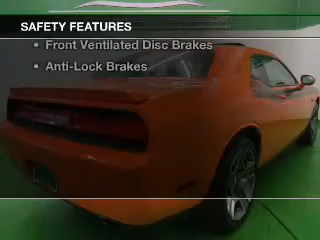 SAFETY FEATURES
• Front Ventilated Disc Brakes
• Anti-Lock Brakes